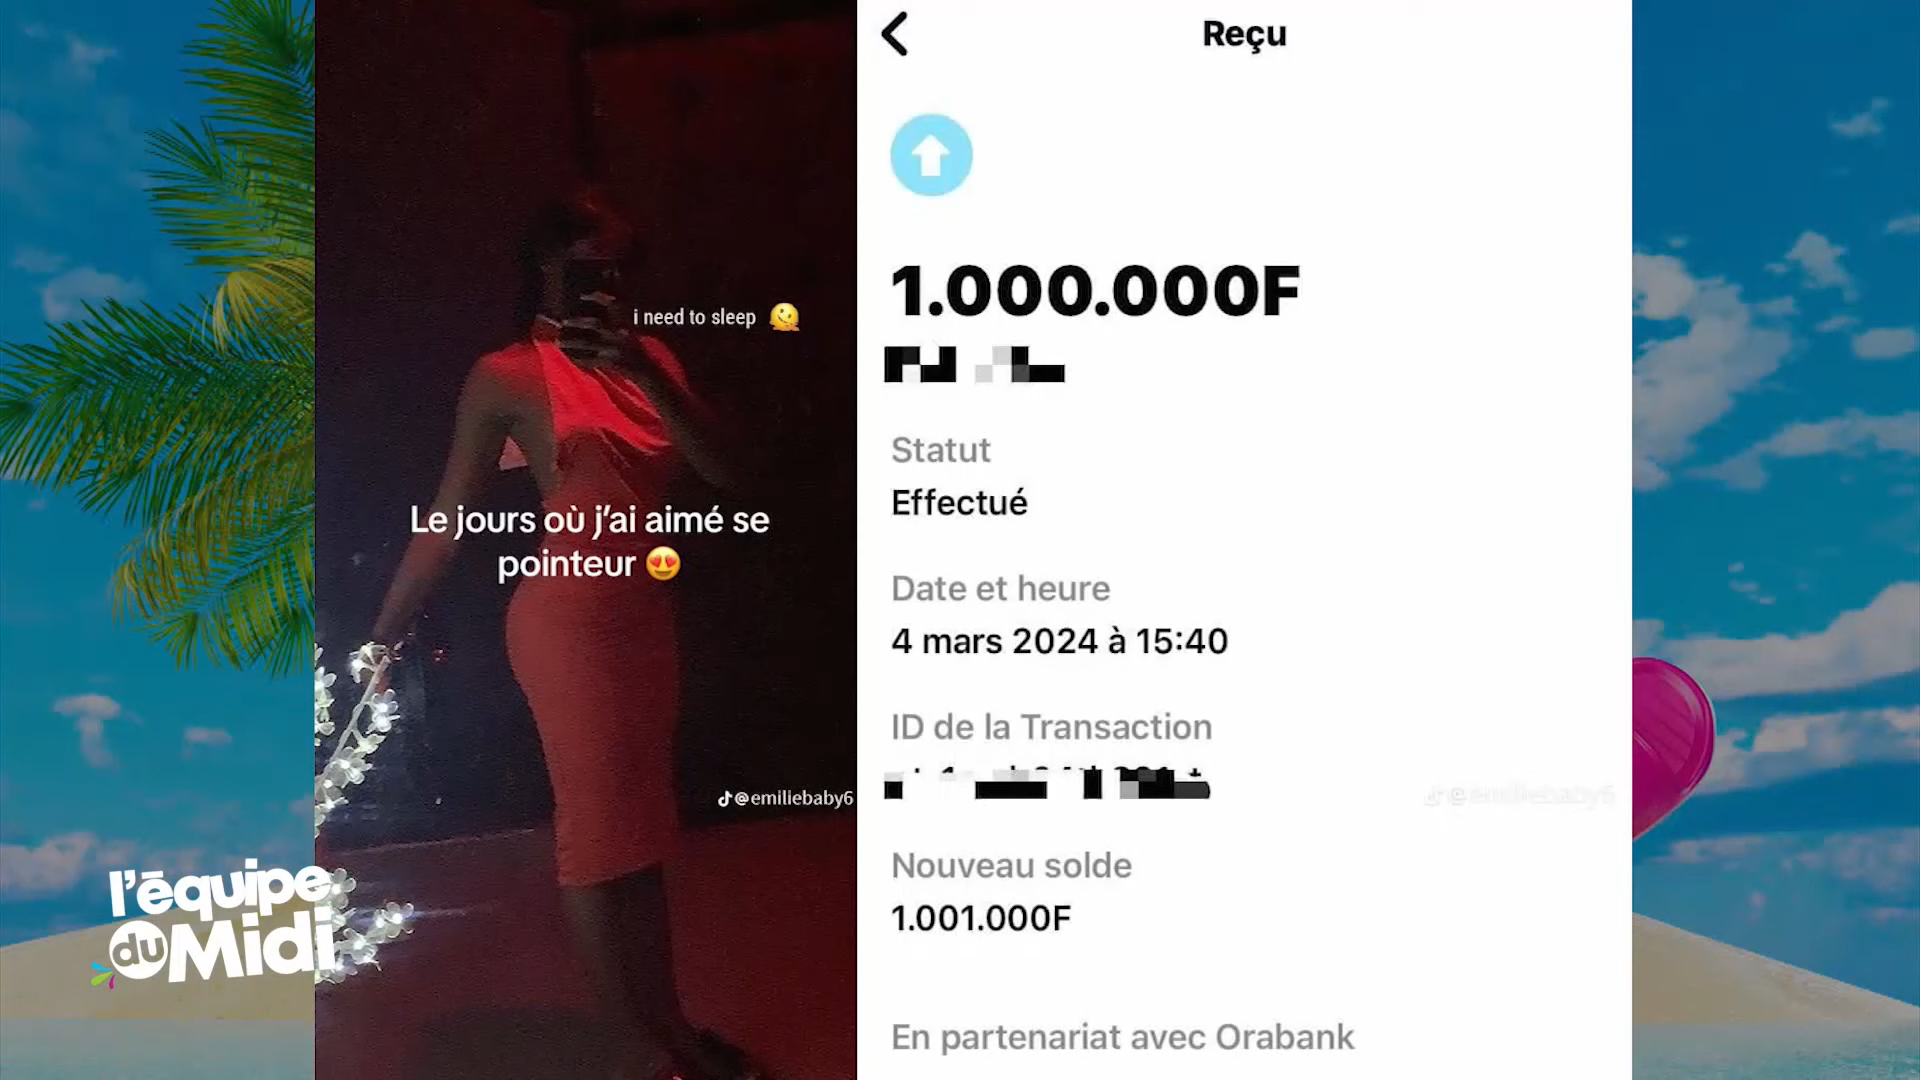 i need to sleep 🫠
Le jours où j'ai aimé se
pointeur 😍
@emiliebaby6
l'équipe
du Midi
Reçu
1.000.000F
Statut
Effectué
Date et heure
4 mars 2024 à 15:40
ID de la Transaction
Nouveau solde
1.001.000F
@emiliebaby6
En partenariat avec Orabank